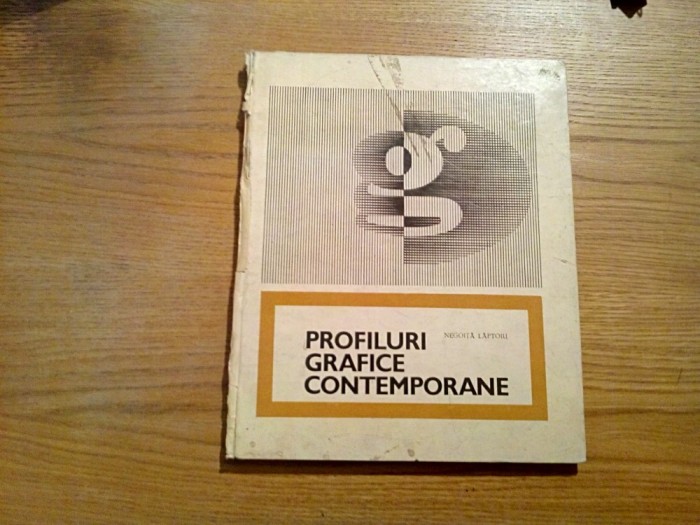 g
NEGOIȚĂ LĂPTOIU
PROFILURI
GRAFICE
CONTEMPORANE